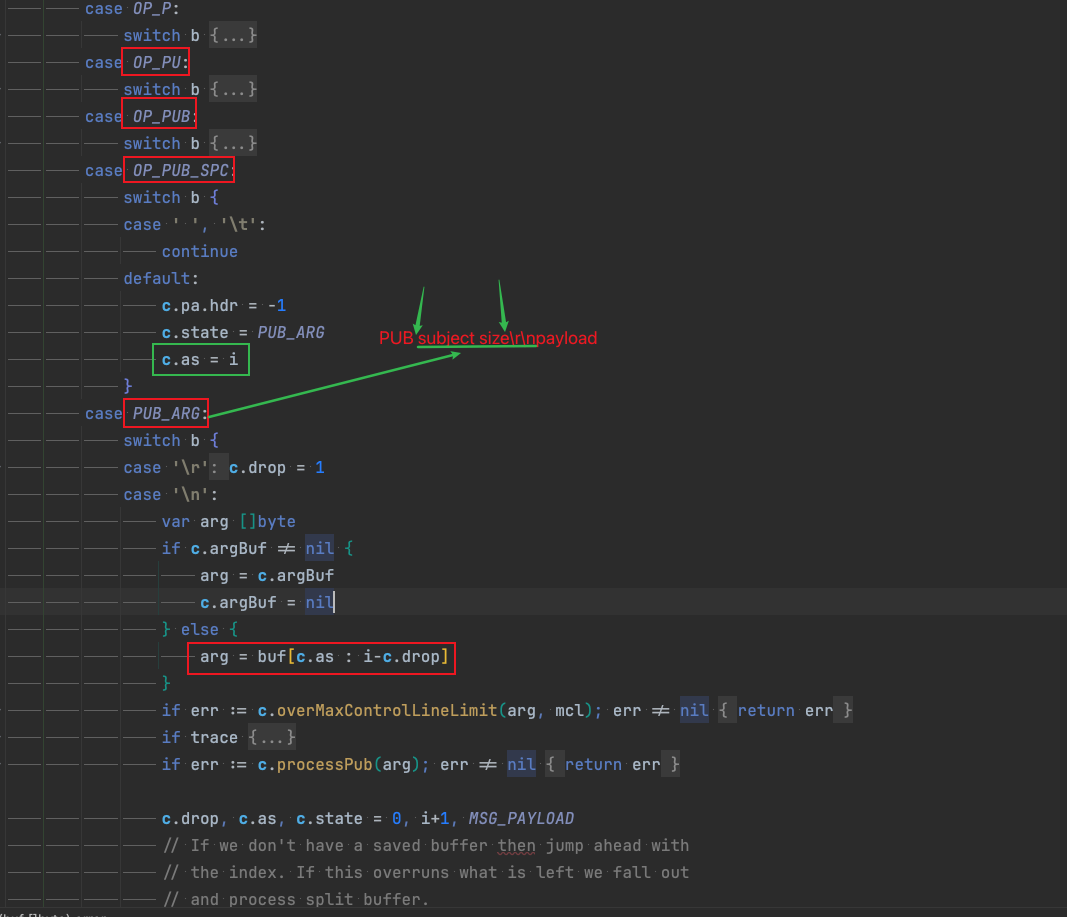 case OP_P:
switch b {...}
case OP_PU:
switch b {...}
case OP_PUB:
switch b {...}
case OP_PUB_SPC:
switch b {
case ' ', '\t':
continue
default:
c.pa.hdr = -1
c.state = PUB_ARG
PUB subject size\r\npayload
c.as = i
}
case PUB_ARG:
switch b {
case '\r': c.drop = 1
case '\n':
var arg []byte
if c.argBuf ≠ nil {
arg = c.argBuf
c.argBuf = nil
} else {
arg = buf[c.as : i-c.drop]
}
if err := c.overMaxControlLineLimit(arg, mcl); err ≠ nil { return err }
if trace {...}
if err := c.processPub(arg); err ≠ nil { return err }
c.drop, c.as, c.state = 0, i+1, MSG_PAYLOAD
// If we don't have a saved buffer then jump ahead with
// the index. If this overruns what is left we fall out
// and process split buffer.